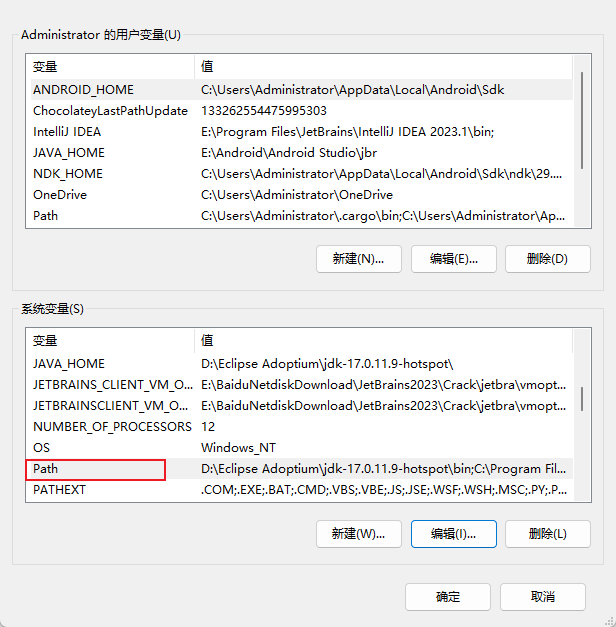 Administrator 的用户变量(U)
变量 值
ANDROID_HOME C:\Users\Administrator\AppData\Local\Android\Sdk
ChocolateyLastPathUpdate 133262554475995303
IntelliJ IDEA E:\Program Files\JetBrains\IntelliJ IDEA 2023.1\bin;
JAVA_HOME E:\Android\Android Studio\jbr
NDK_HOME C:\Users\Administrator\AppData\Local\Android\Sdk\ndk\29....
OneDrive C:\Users\Administrator\OneDrive
Path C:\Users\Administrator\.cargo\bin;C:\Users\Administrator\Ap...
新建(N)... 编辑(E)... 删除(D)
系统变量(S)
变量 值
JAVA_HOME D:\Eclipse Adoptium\jdk-17.0.11.9-hotspot\
JETBRAINS_CLIENT_VM_O... E:\BaiduNetdiskDownload\JetBrains2023\Crack\jetbra\vmopt...
JETBRAINSCLIENT_VM_O... E:\BaiduNetdiskDownload\JetBrains2023\Crack\jetbra\vmopt...
NUMBER_OF_PROCESSORS 12
OS Windows_NT
Path D:\Eclipse Adoptium\jdk-17.0.11.9-hotspot\bin;C:\Program Fil...
PATHEXT .COM;.EXE;.BAT;.CMD;.VBS;.VBE;.JS;.JSE;.WSF;.WSH;.MSC;.PY;.P...
新建(W)... 编辑(I)... 删除(L)
确定 取消